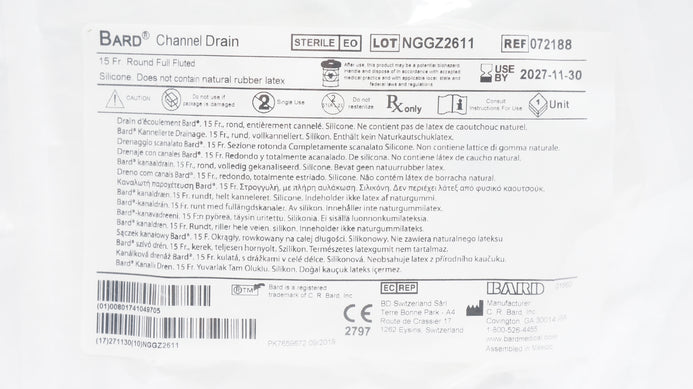 BARD® Channel Drain
STERILE EO
LOT NGGZ2611
REF 072188
15 Fr. Round Full Fluted
Silicone. Does not contain natural rubber latex
After use, this product may be a potential biohazard. Handle and dispose of in accordance with accepted medical practice and with applicable local, state and federal laws and regulations
USE BY 2027-11-30
CAUTION
Do not use if package is damaged
Single Use
Do not resterilize
Rx only
Consult Instructions For Use
1 Unit
Drain d'écoulement Bard®. 15 Fr., rond, entièrement cannelé. Silicone. Ne contient pas de latex de caoutchouc naturel.
Bard® Kannelierte Drainage. 15 Fr., rund, vollkanneliert. Silikon. Enthält kein Naturkautschuklatex.
Drenaggio scanalato Bard®. 15 Fr. Sezione rotonda Completamente scanalato Silicone. Non contiene lattice di gomma naturale.
Drenaje con canales Bard®. 15 Fr. Redondo y totalmente acanalado. De silicona. No contiene látex de caucho natural.
Bard® kanaaldrain. 15 Fr., rond, volledig gekanaliseerd. Silicone. Bevat geen natuurrubber latex.
Dreno com canais Bard®. 15 Fr., redondo, totalmente estriado. Silicone. Não contém látex de borracha natural.
Καναλωτή παροχέτευση Bard®. 15 Fr. Στρογγυλή, με πλήρη αυλάκωση. Σιλικόνη. Δεν περιέχει λάτεξ από φυσικό καουτσούκ.
Bard®-kanaldræn. 15 Fr. rundt, helt kanneleret. Silicone. Indeholder ikke latex af naturgummi.
Bard®-kanaldrän. 15 Fr. runt med fullängdskanaler. Av silikon. Innehåller inte naturgummilatex.
Bard®-kanavadreeni. 15 Fr:n pyöreä, täysin uritettu. Silikonia. Ei sisällä luonnonkumilateksia.
Bard® kanaldren. 15 Fr. Rundt, riller hele veien. silikon. Inneholder ikke naturgummilateks.
Sączek kanałowy Bard®. 15 Fr. Okrągły, rowkowany na całej długości. Silikonowy. Nie zawiera naturalnego lateksu
Bard® szívó drén. 15 Fr., kerek, teljesen hornyolt. Szilikon. Természetes latexgumit nem tartalmaz.
Kanálková drenáž Bard®. 15 Fr. kulatá, s drážkami v celé délce. Silikonová. Neobsahuje latex z přírodního kaučuku.
Bard® Kanallı Dren. 15 Fr. Yuvarlak Tam Oluklu. Silikon. Doğal kauçuk lateks içermez.
(01)00801741049705
(17)271130(10)NGGZ2611
TM
Bard is a registered trademark of C. R. Bard, Inc.
PK7659672 09/2019
CE 2797
EC REP
BD Switzerland Sàrl
Terre Bonne Park - A4
Route de Crassier 17
1262 Eysins, Switzerland
BARD
Manufacturer
C. R. Bard, Inc.
Covington, GA 30014
1-800-526-4455
www.bardmedical.com
Assembled in Mexico